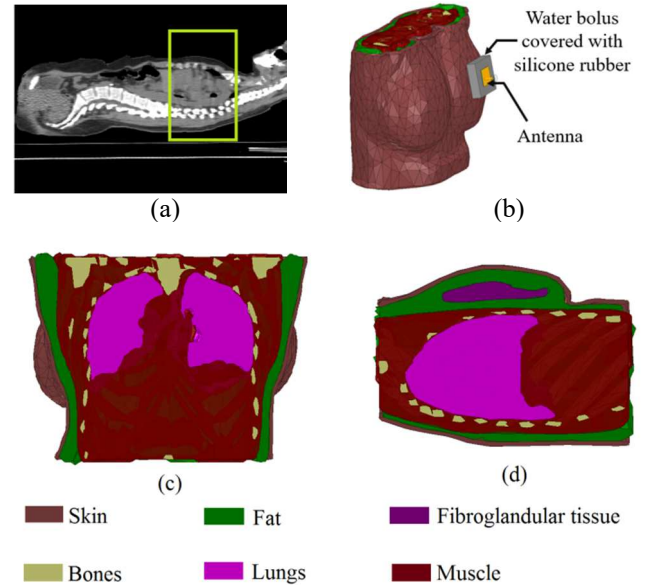 Water bolus
covered with
silicone rubber
Antenna
(a)
(b)
(c)
(d)
Skin
Fat
Fibroglandular tissue
Bones
Lungs
Muscle